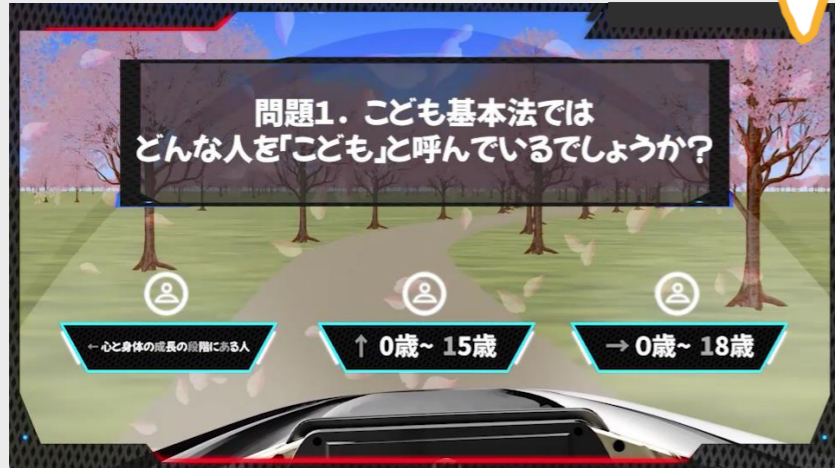 問題1. こども基本法では
どんな人を「こども」と呼んでいるでしょうか?
←心と身体の成長の段階にある人
↑ 0歳~ 15歳
→ 0歳~ 18歳